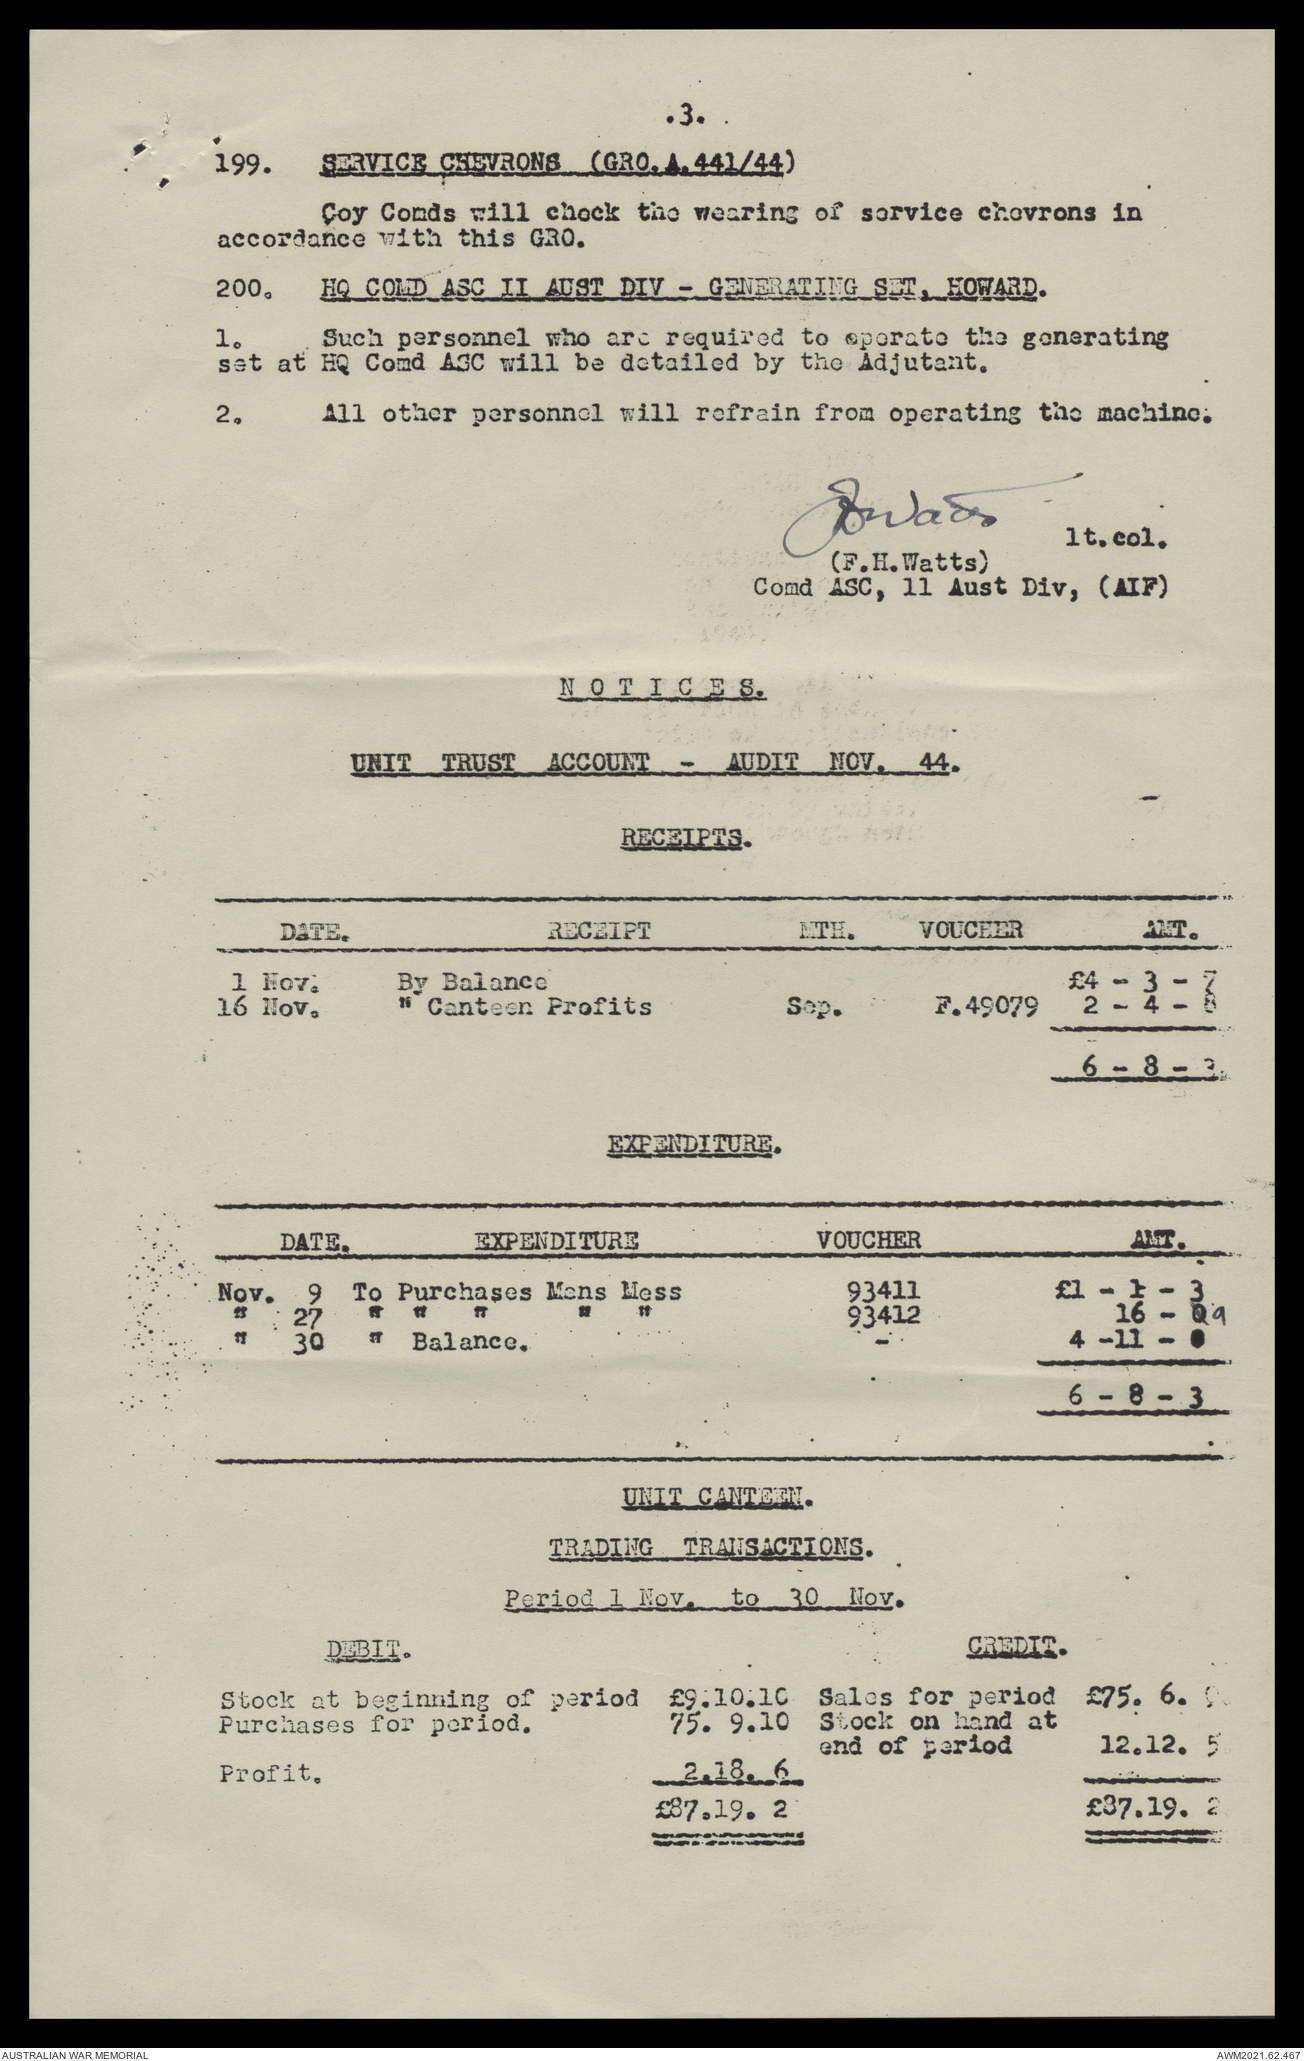 .3.
199. SERVICE CHEVRONS (GRO.A.441/44)
Coy Comds will check the wearing of service chevrons in
accordance with this GRO.
200. HQ COMD ASC II AUST DIV - GENERATING SET, HOWARD.
1. Such personnel who are required to operate the generating
set at HQ Comd ASC will be detailed by the Adjutant.
2. All other personnel will refrain from operating the machine.
FHWatts
lt.col.
(F.H.Watts)
Comd ASC, 11 Aust Div, (AIF)
N O T I C E S.
UNIT TRUST ACCOUNT - AUDIT NOV. 44.
RECEIPTS.
DATE. RECEIPT MTH. VOUCHER AMT.
1 Nov. By Balance £4 - 3 - 7
16 Nov. " Canteen Profits Sep. F.49079 2 - 4 - 8
6 - 8 - 3.
EXPENDITURE.
DATE. EXPENDITURE VOUCHER AMT.
Nov. 9 To Purchases Mens Mess 93411 £1 - 1 - 3
" 27 " " " " " 93412 16 - 9
" 30 " Balance. - 4 -11 -
6 - 8 - 3
UNIT CANTEEN.
TRADING TRANSACTIONS.
Period 1 Nov. to 30 Nov.
DEBIT. CREDIT.
Stock at beginning of period £9.10.10 Sales for period £75. 6.
Purchases for period. 75. 9.10 Stock on hand at
end of period 12.12. 5
Profit. 2.18. 6
£87.19. 2 £87.19. 2
AUSTRALIAN WAR MEMORIAL AWM2021.62.467